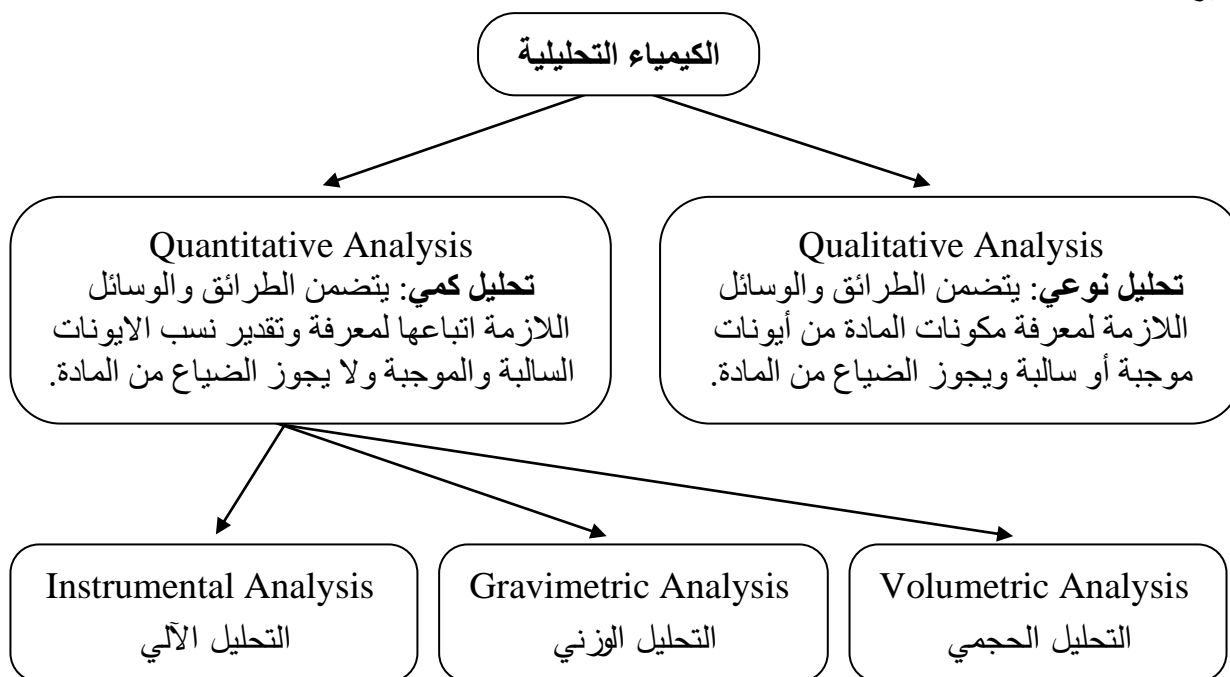 الكيمياء التحليلية
Qualitative Analysis
تحليل نوعي: يتضمن الطرائق والوسائل
اللازمة لمعرفة مكونات المادة من أيونات
موجبة أو سالبة ويجوز الضياع من المادة.
Quantitative Analysis
تحليل كمي: يتضمن الطرائق والوسائل
اللازمة اتباعها لمعرفة وتقدير نسب الايونات
السالبة والموجبة ولا يجوز الضياع من المادة.
Volumetric Analysis
التحليل الحجمي
Gravimetric Analysis
التحليل الوزني
Instrumental Analysis
التحليل الآلي